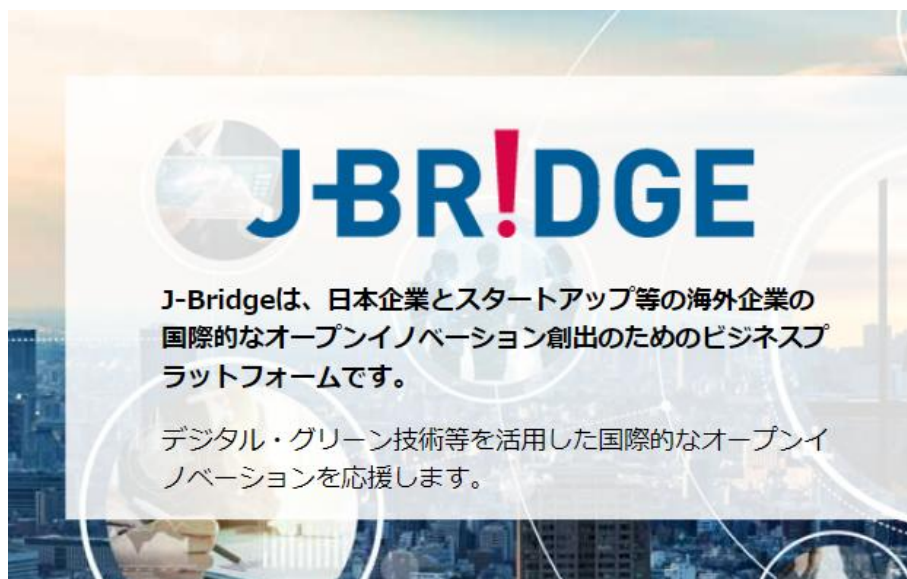 J-BR!DGE
J-Bridgeは、日本企業とスタートアップ等の海外企業の
国際的なオープンイノベーション創出のためのビジネスプ
ラットフォームです。
デジタル・グリーン技術等を活用した国際的なオープンイ
ノベーションを応援します。